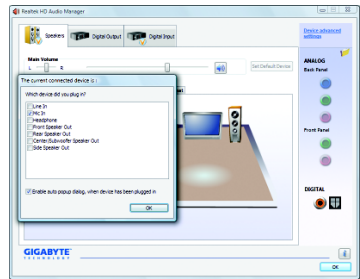 Realtek HD Audio Manager
Speakers
Digital Output
Digital Input
Device advanced
settings
Main Volume
L
R
Set Default Device
ANALOG
Back Panel
The current connected device is :
Which device did you plug in?
Line In
Mic In
Headphone
Front Speaker Out
Rear Speaker Out
Center/Subwoofer Speaker Out
Side Speaker Out
Enable auto popup dialog, when device has been plugged in
OK
Front Panel
DIGITAL
GIGABYTE
TECHNOLOGY
OK